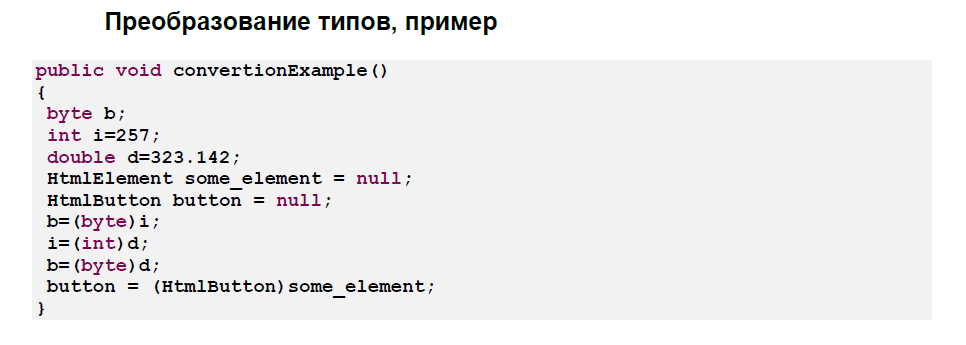 Преобразование типов, пример
public void convertionExample()
{
byte b;
int i=257;
double d=323.142;
HtmlElement some_element = null;
HtmlButton button = null;
b=(byte)i;
i=(int)d;
b=(byte)d;
button = (HtmlButton)some_element;
}